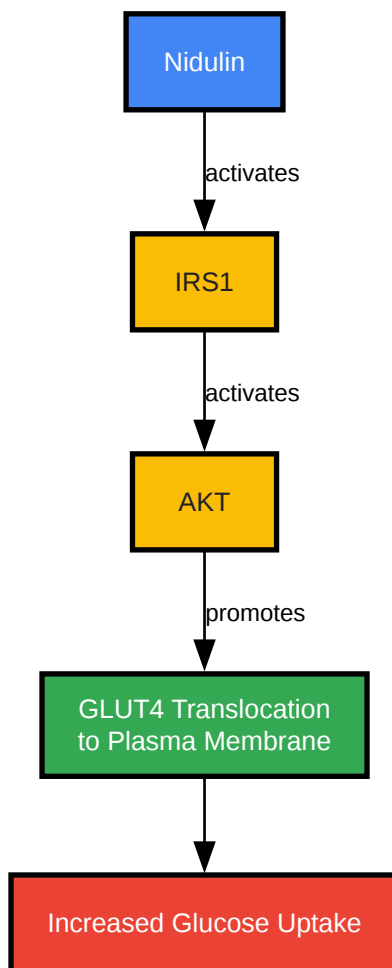 Nidulin
activates
IRS1
activates
AKT
promotes
GLUT4 Translocation
to Plasma Membrane
Increased Glucose Uptake